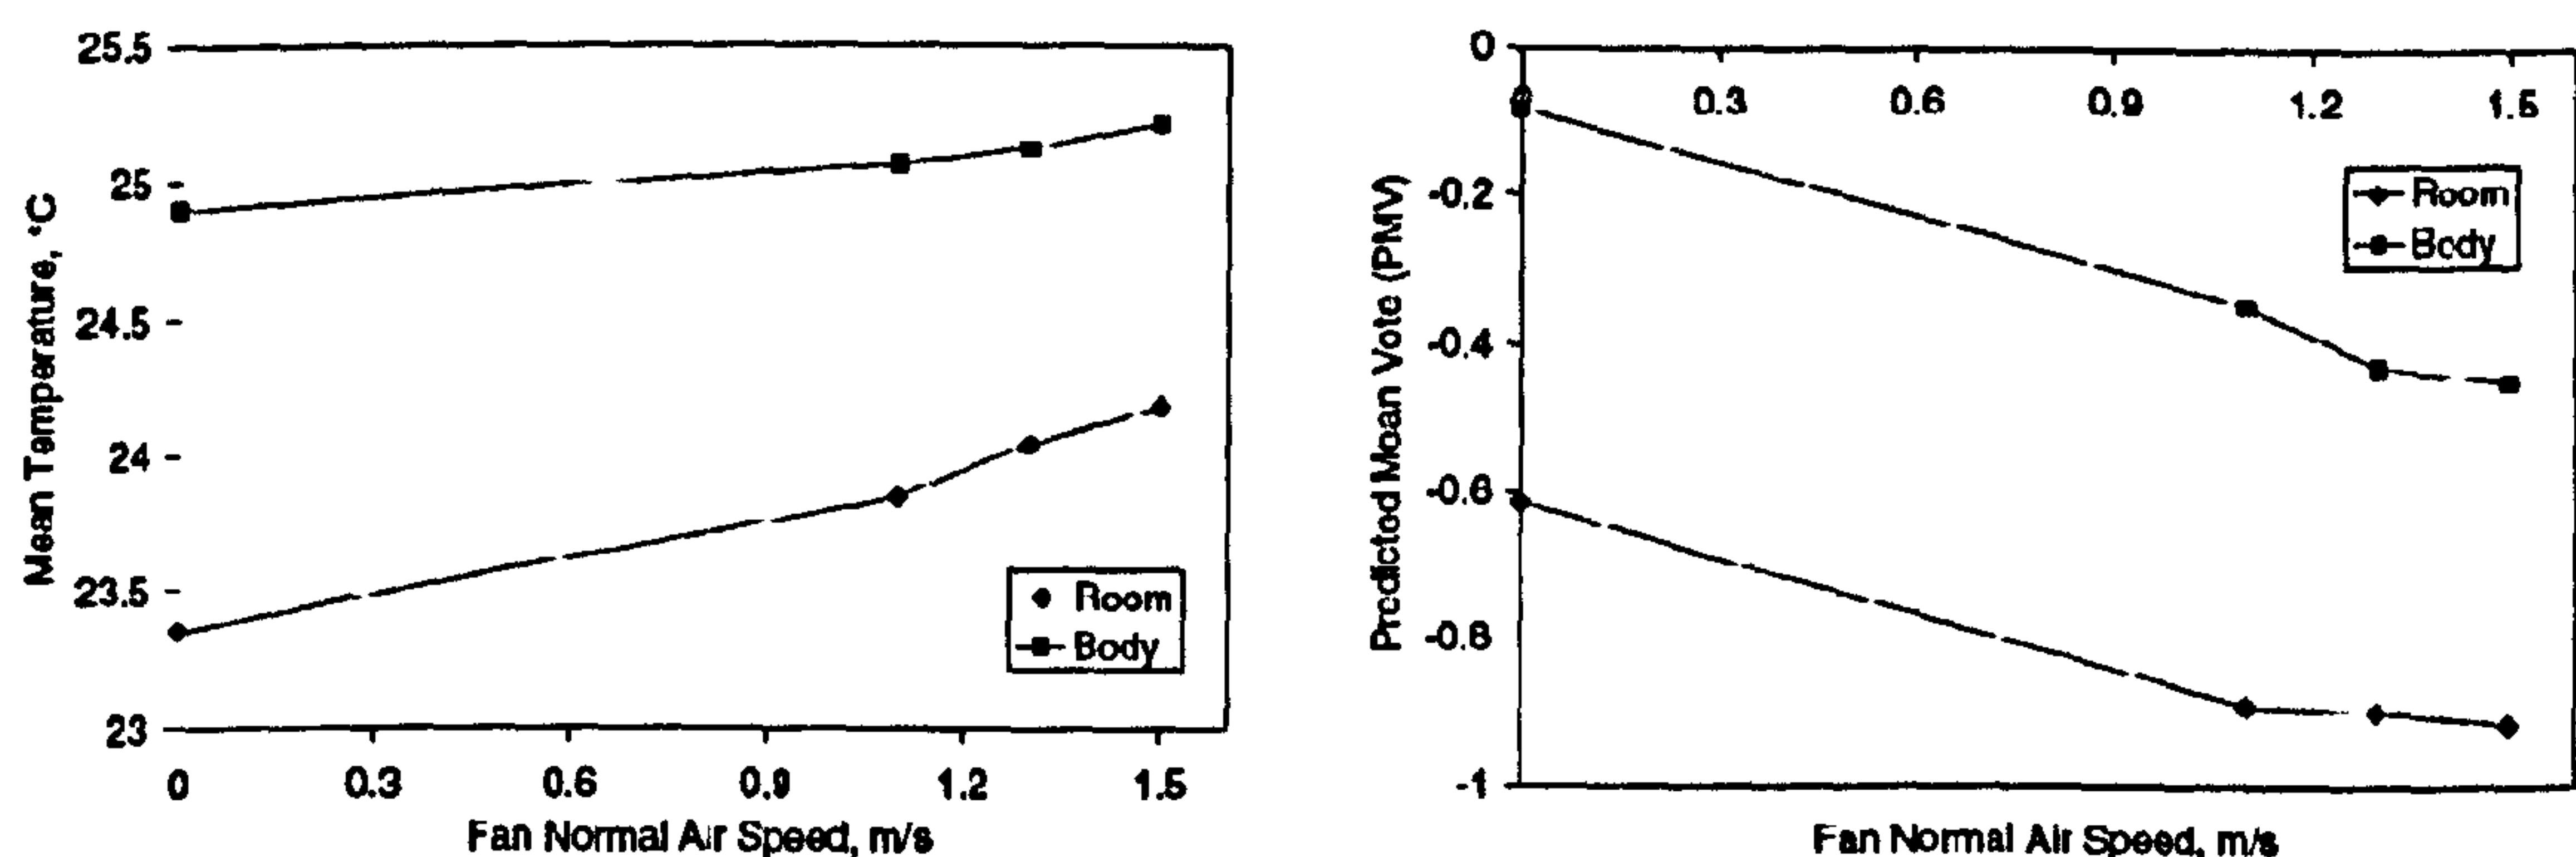 25.5
25
24.5
24
23.5
23
Mean Temperature, °C
0 0.3 0.6 0.9 1.2 1.5
Fan Normal Air Speed, m/s
Room
Body
0
-0.2
-0.4
-0.6
-0.8
-1
Predicted Mean Vote (PMV)
0 0.3 0.6 0.9 1.2 1.5
Room
Body
Fan Normal Air Speed, m/s